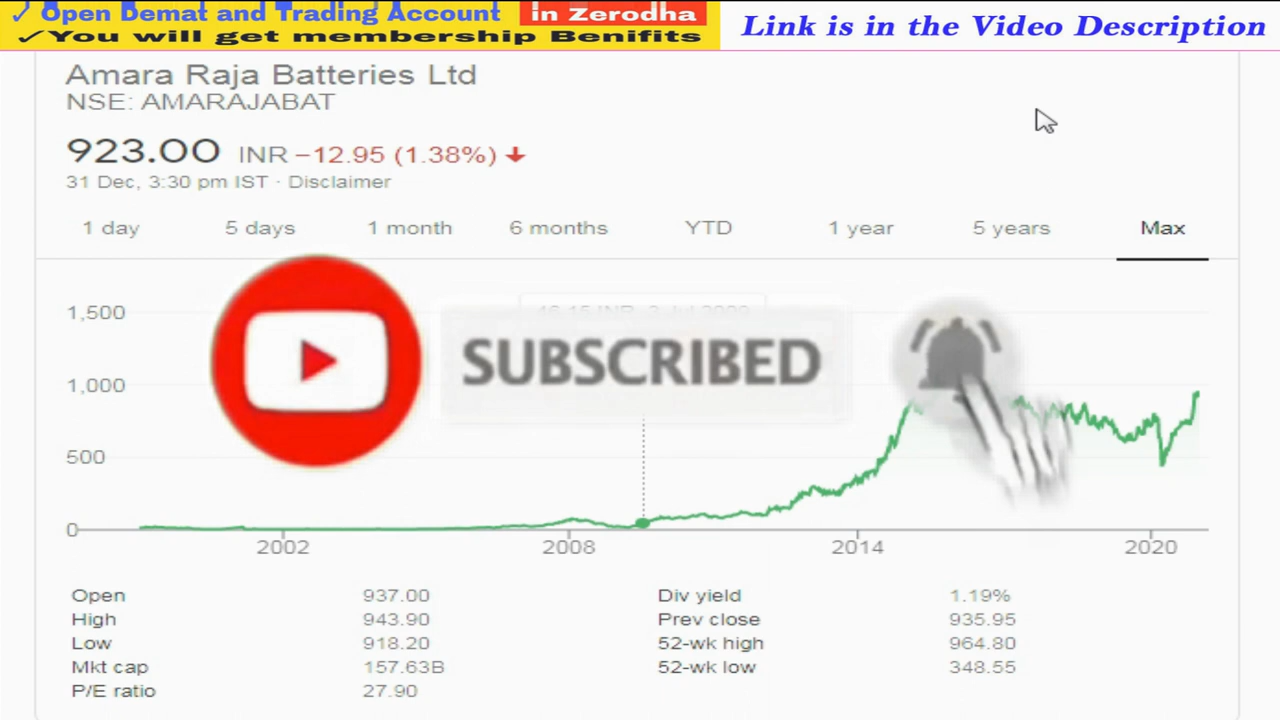 ✓ Open Demat and Trading Account in Zerodha
✓You will get membership Benifits
Link is in the Video Description
Amara Raja Batteries Ltd
NSE: AMARAJABAT
923.00 INR −12.95 (1.38%)
31 Dec, 3:30 pm IST · Disclaimer
1 day 5 days 1 month 6 months YTD 1 year 5 years Max
1,500
SUBSCRIBED
1,000
500
0
2002 2008 2014 2020
Open 937.00 Div yield 1.19%
High 943.90 Prev close 935.95
Low 918.20 52-wk high 964.80
Mkt cap 157.63B 52-wk low 348.55
P/E ratio 27.90